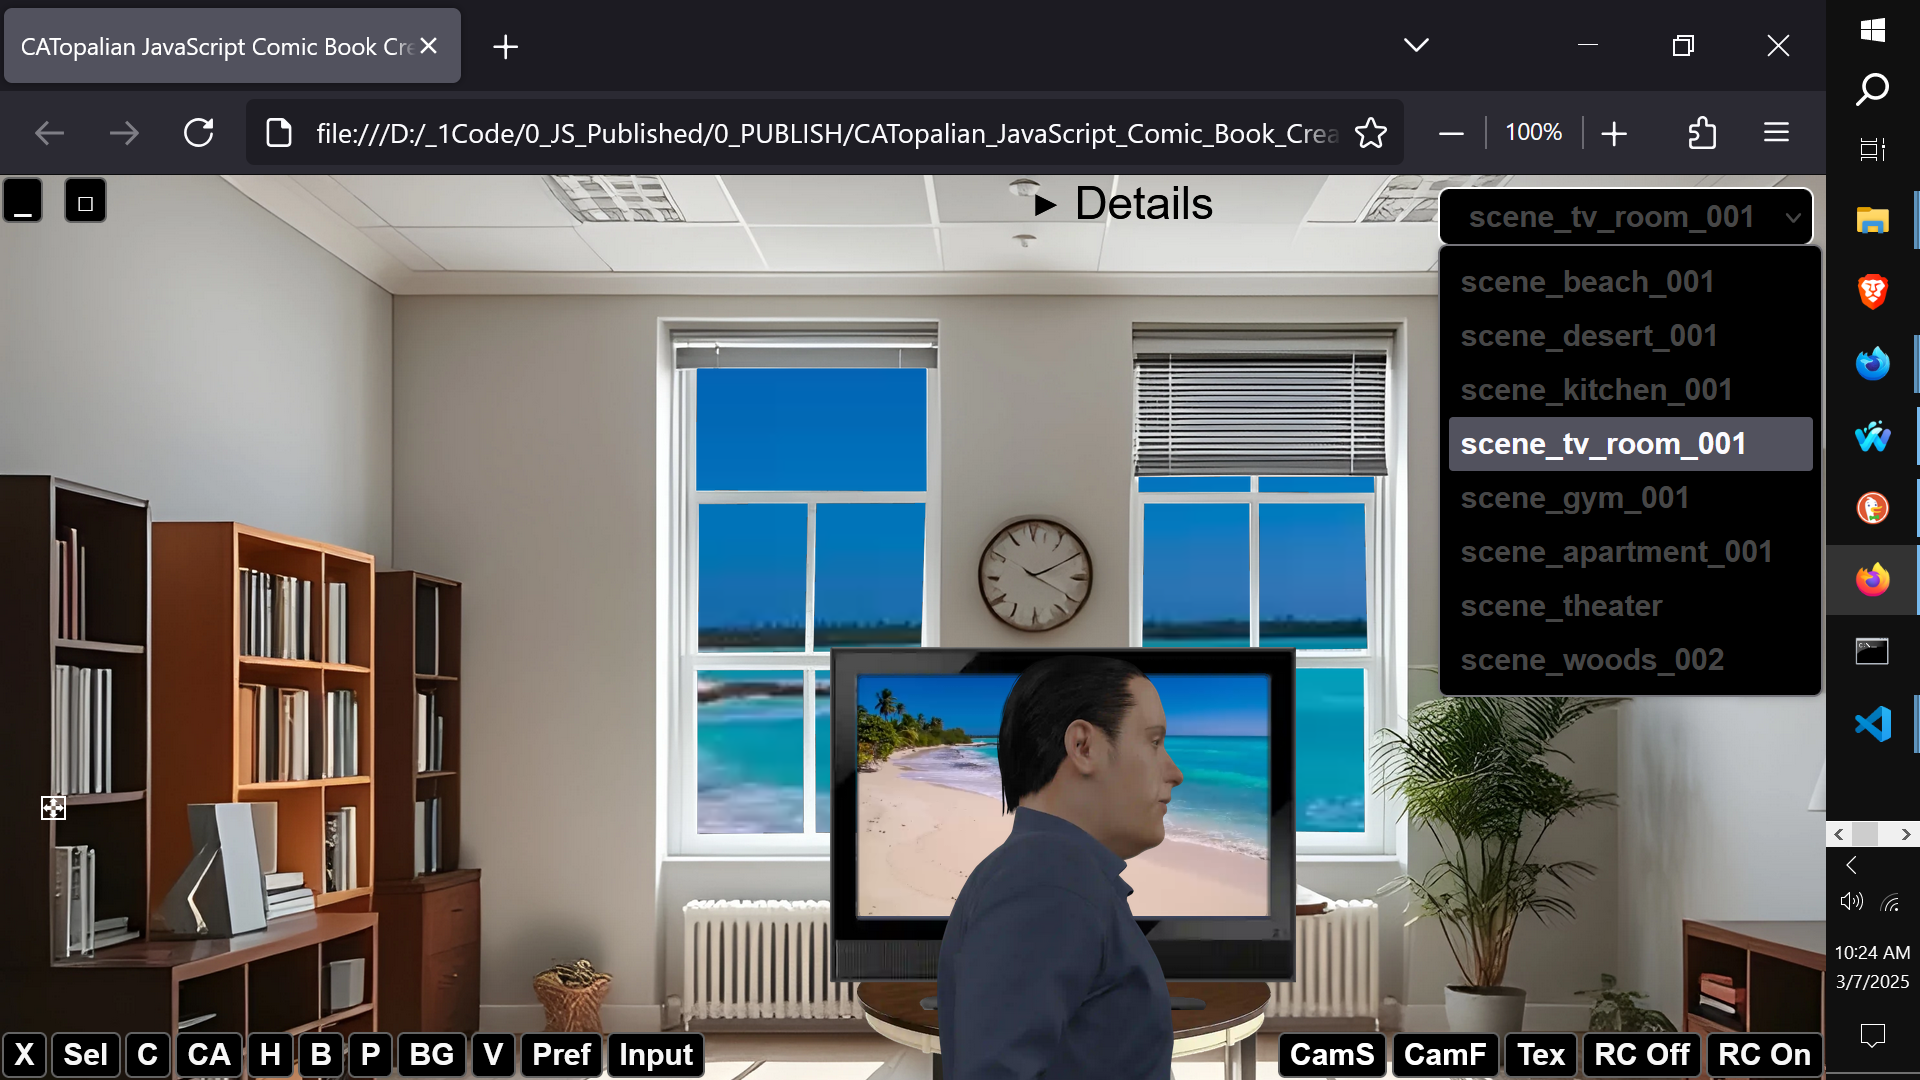 CATopalian JavaScript Comic Book Cre
file:///D:/_1Code/0_JS_Published/0_PUBLISH/CATopalian_JavaScript_Comic_Book_Crea
100%
► Details
scene_tv_room_001
scene_beach_001
scene_desert_001
scene_kitchen_001
scene_tv_room_001
scene_gym_001
scene_apartment_001
scene_theater
scene_woods_002
10:24 AM
3/7/2025
X Sel C CA H B P BG V Pref Input
CamS CamF Tex RC Off RC On